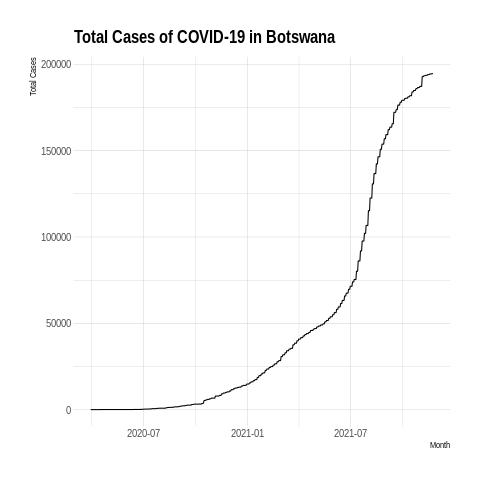 Total Cases of COVID-19 in Botswana
Total Cases
200000
150000
100000
50000
0
2020-07
2021-01
2021-07
Month